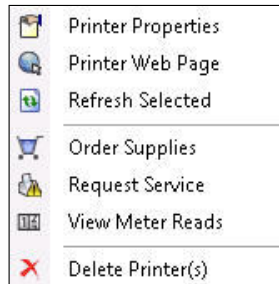 Printer Properties
Printer Web Page
Refresh Selected
Order Supplies
Request Service
View Meter Reads
Delete Printer(s)